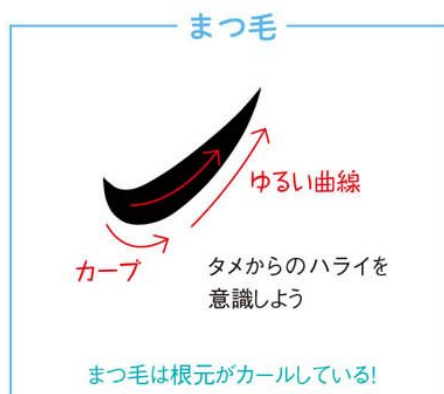 まつ毛
ゆるい曲線
カーブ
タメからのハライを
意識しよう
まつ毛は根元がカールしている!